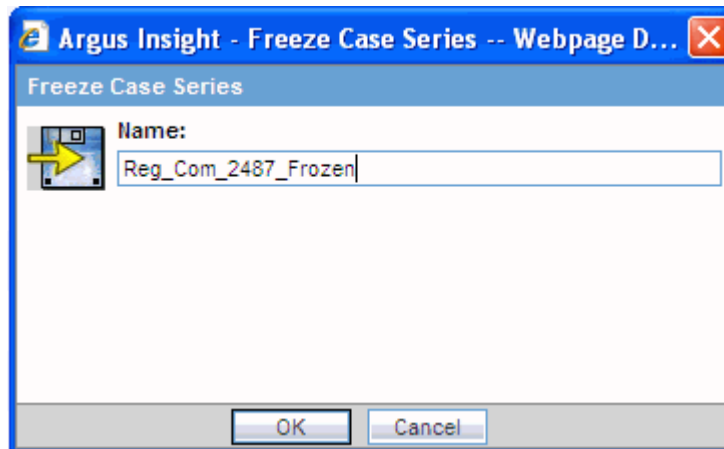 Argus Insight - Freeze Case Series -- Webpage D...
Freeze Case Series
Name:
Reg_Com_2487_Frozen
OK Cancel